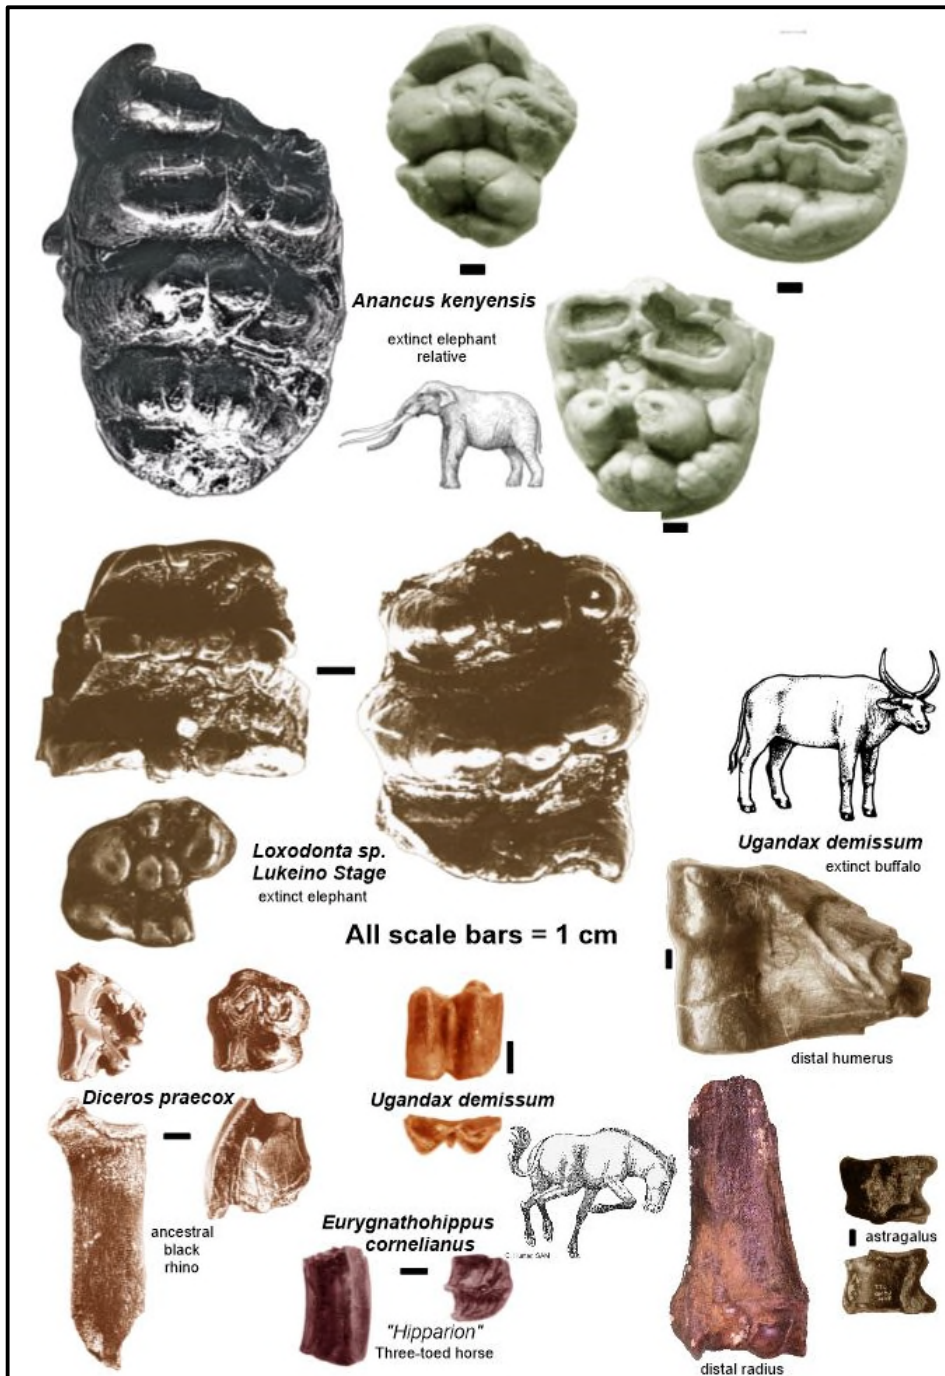 Anancus kenyensis
extinct elephant
relative
Loxodonta sp.
Lukeino Stage
extinct elephant
Ugandax demissum
extinct buffalo
All scale bars = 1 cm
distal humerus
Diceros praecox
Ugandax demissum
ancestral
black
rhino
Eurygnathohippus
cornelianus
astragalus
"Hipparion"
Three-toed horse
distal radius